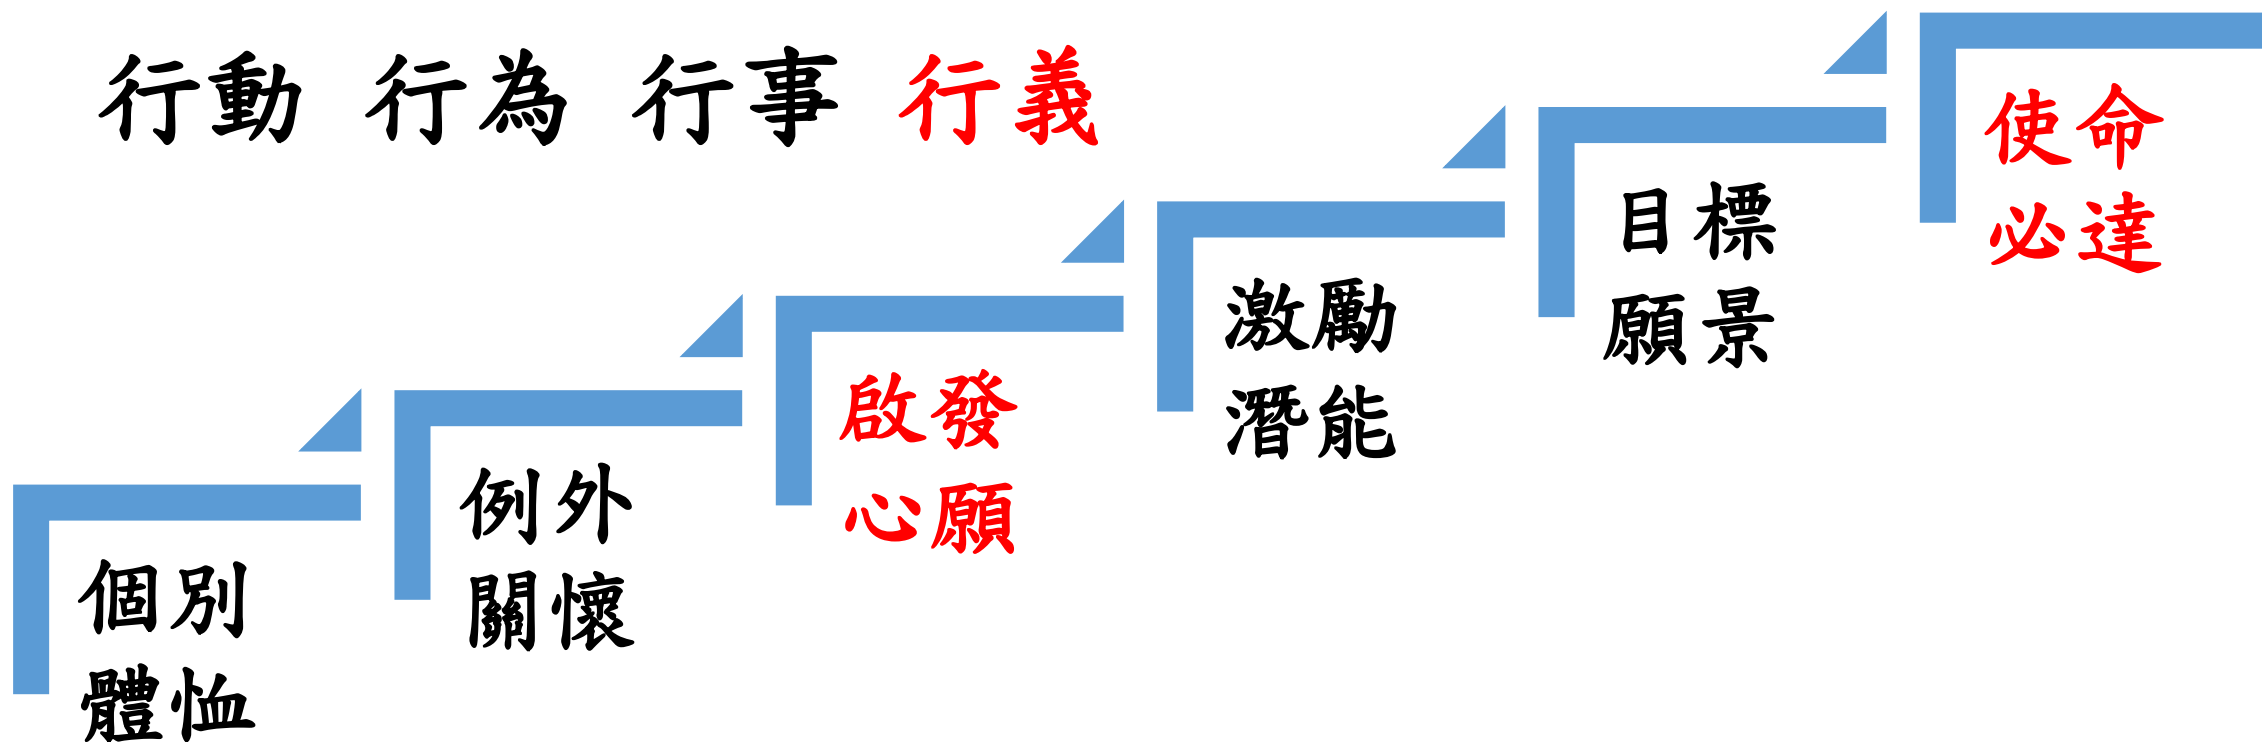 行動 行為 行事 行義
個別
體恤
例外
關懷
啟發
心願
激勵
潛能
目標
願景
使命
必達